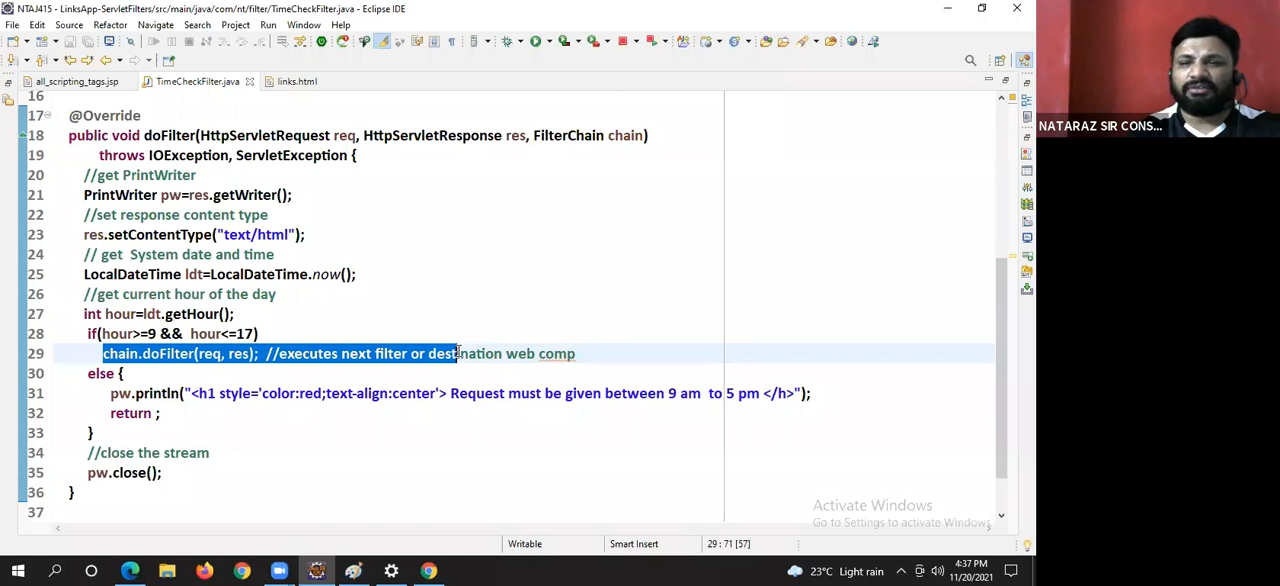 NTAJ415 - LinksApp-ServletFilters/src/main/java/com/nt/filter/TimeCheckFilter.java - Eclipse IDE
File Edit Source Refactor Navigate Search Project Run Window Help
all_scripting_tags.jsp TimeCheckFilter.java links.html
16
17 @Override
18 public void doFilter(HttpServletRequest req, HttpServletResponse res, FilterChain chain)
19 throws IOException, ServletException {
20 //get PrintWriter
21 PrintWriter pw=res.getWriter();
22 //set response content type
23 res.setContentType("text/html");
24 // get System date and time
25 LocalDateTime ldt=LocalDateTime.now();
26 //get current hour of the day
27 int hour=ldt.getHour();
28 if(hour>=9 && hour<=17)
29 chain.doFilter(req, res); //executes next filter or destination web comp
30 else {
31 pw.println("<h1 style='color:red;text-align:center'> Request must be given between 9 am to 5 pm </h>");
32 return ;
33 }
34 //close the stream
35 pw.close();
36 }
37
NATARAZ SIR CONS...
Activate Windows
Go to Settings to activate Windows.
Writable Smart Insert 29 : 71 [57]
23°C Light rain 4:37 PM
11/20/2021